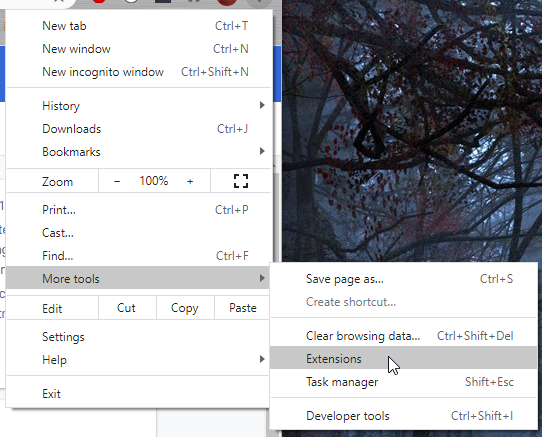 New tab Ctrl+T
New window Ctrl+N
New incognito window Ctrl+Shift+N
History
Downloads Ctrl+J
Bookmarks
Zoom − 100% +
Print... Ctrl+P
Cast...
Find... Ctrl+F
More tools
Edit Cut Copy Paste
Settings
Help
Exit
Save page as... Ctrl+S
Create shortcut...
Clear browsing data... Ctrl+Shift+Del
Extensions
Task manager Shift+Esc
Developer tools Ctrl+Shift+I